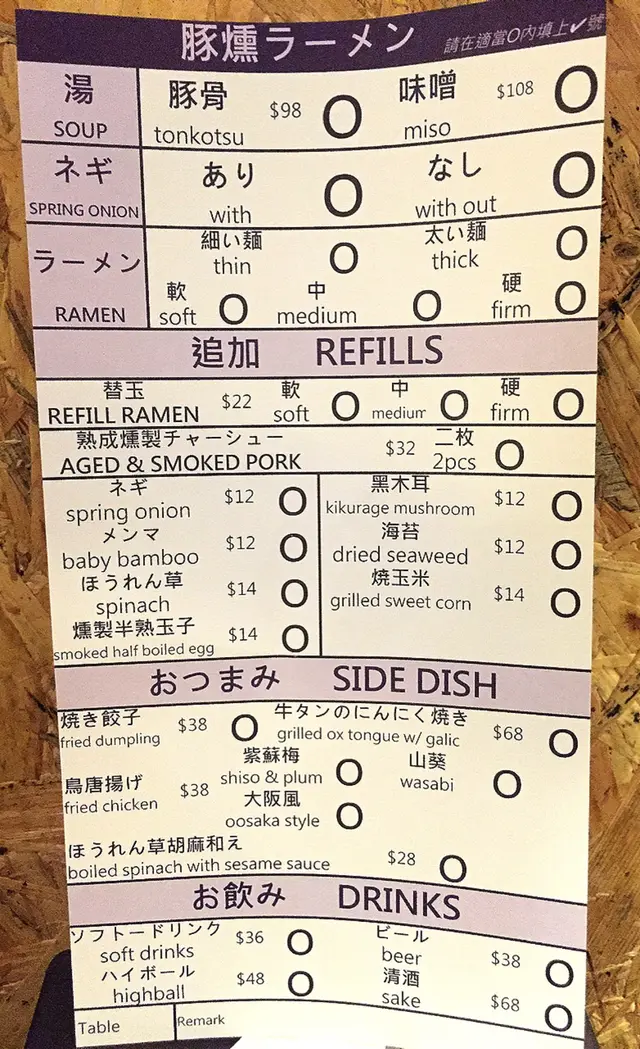 豚燻ラーメン 請在適當O內填上✔號
湯 豚骨 $98 O 味噌 $108 O
SOUP tonkotsu miso
ネギ あり O なし O
SPRING ONION with with out
ラーメン 細い麺 O 太い麺 O
thin thick
軟 O 中 O 硬 O
RAMEN soft medium firm
追加 REFILLS
替玉 $22 軟 O 中 O 硬 O
REFILL RAMEN soft medium firm
熟成燻製チャーシュー $32 二枚 O
AGED & SMOKED PORK 2pcs
ネギ $12 O 黑木耳 $12 O
spring onion kikurage mushroom
メンマ $12 O 海苔 $12 O
baby bamboo dried seaweed
ほうれん草 $14 O 焼玉米 $14 O
spinach grilled sweet corn
燻製半熟玉子 $14 O
smoked half boiled egg
おつまみ SIDE DISH
焼き餃子 $38 O 牛タンのにんにく焼き $68 O
fried dumpling grilled ox tongue w/ galic
鳥唐揚げ $38 紫蘇梅 O 山葵 O
fried chicken shiso & plum wasabi
大阪風 O
oosaka style
ほうれん草胡麻和え $28 O
boiled spinach with sesame sauce
お飲み DRINKS
ソフトードリンク $36 O ビール $38 O
soft drinks beer
ハイボール $48 O 清酒 $68 O
highball sake
Table Remark